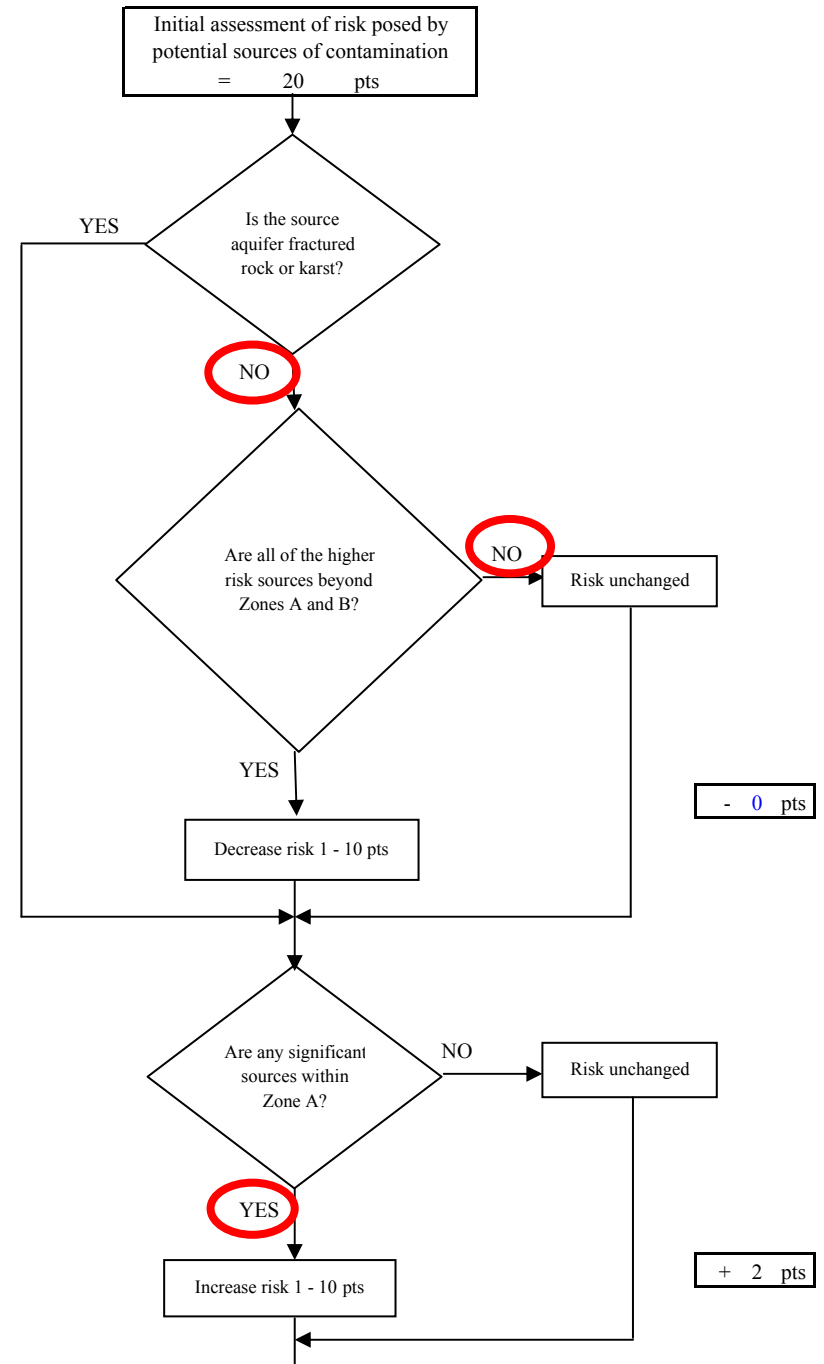 Initial assessment of risk posed by
potential sources of contamination
= 20 pts
YES
Is the source
aquifer fractured
rock or karst?
NO
Are all of the higher
risk sources beyond
Zones A and B?
NO
Risk unchanged
YES
- 0 pts
Decrease risk 1 - 10 pts
Are any significant
sources within
Zone A?
NO
Risk unchanged
YES
+ 2 pts
Increase risk 1 - 10 pts